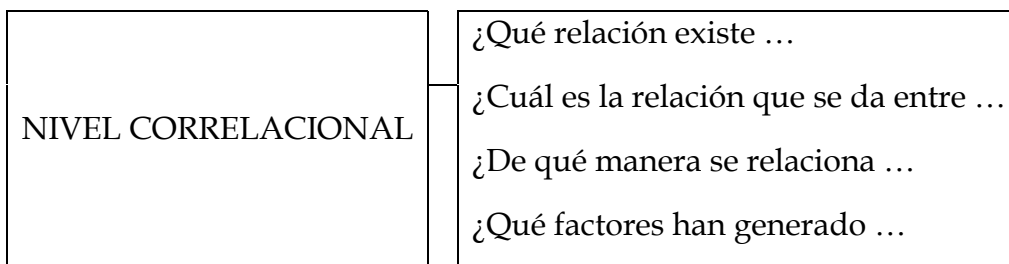 NIVEL CORRELACIONAL
¿Qué relación existe …
¿Cuál es la relación que se da entre …
¿De qué manera se relaciona …
¿Qué factores han generado …